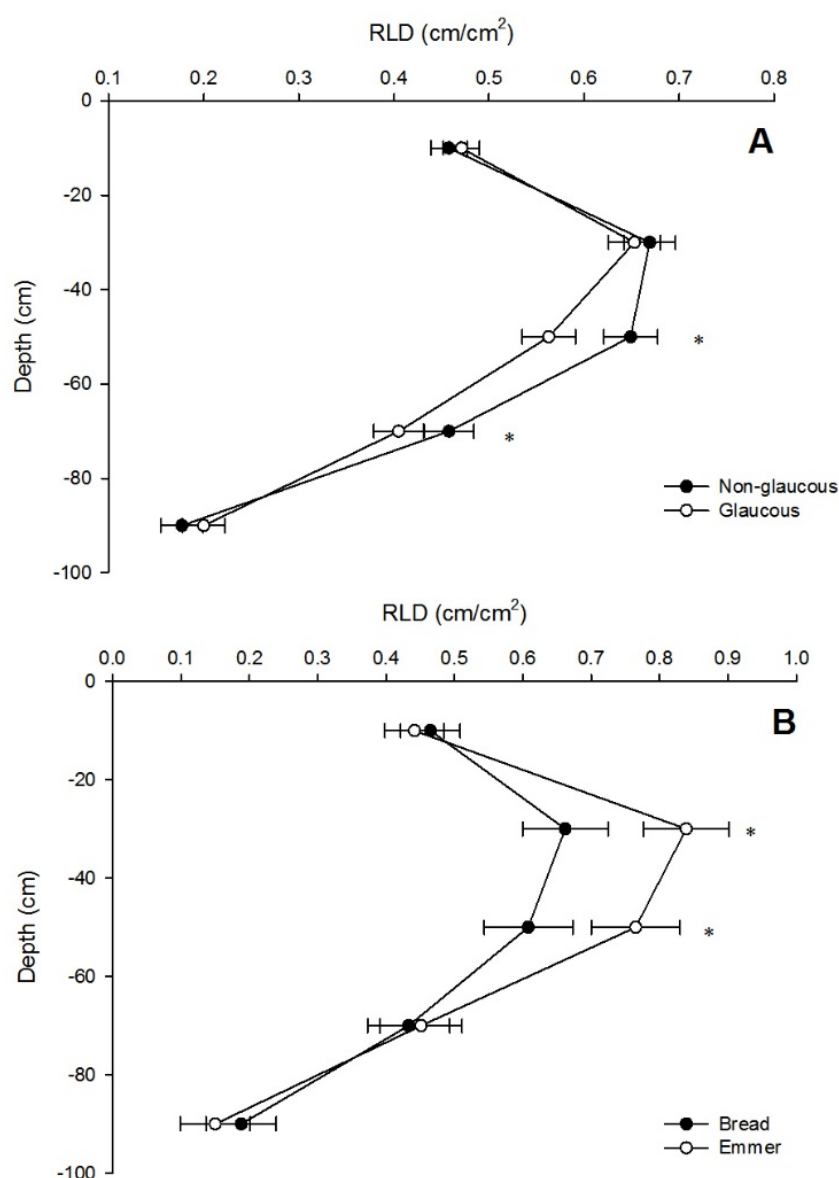 RLD (cm/cm²)
0.1 0.2 0.3 0.4 0.5 0.6 0.7 0.8
0
A
-20
-40
Depth (cm)
*
-60
*
-80
Non-glaucous
Glaucous
-100
RLD (cm/cm²)
0.0 0.1 0.2 0.3 0.4 0.5 0.6 0.7 0.8 0.9 1.0
0
B
-20
*
-40
Depth (cm)
*
-60
-80
Bread
Emmer
-100